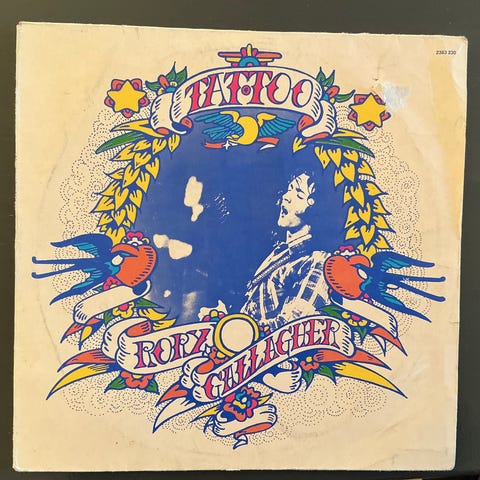 2383 230
TATTOO
RORY
GALLAGHER